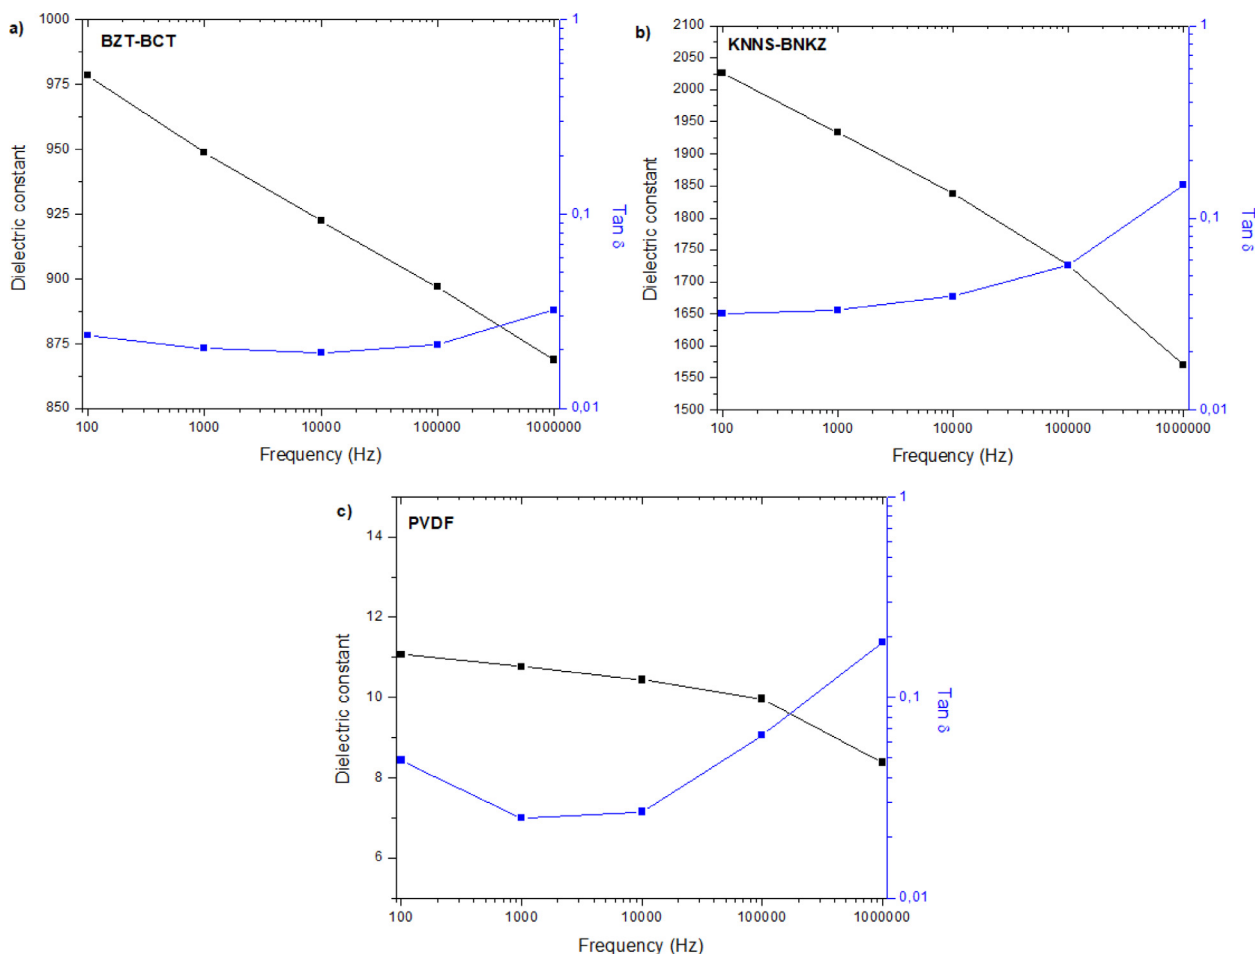 a)
BZT-BCT
1000
975
950
925
900
875
850
Dielectric constant
100 1000 10000 100000 1000000
Frequency (Hz)
1
0,1
0,01
Tan δ
b)
KNNS-BNKZ
2100
2050
2000
1950
1900
1850
1800
1750
1700
1650
1600
1550
1500
Dielectric constant
100 1000 10000 100000 1000000
Frequency (Hz)
1
0,1
0,01
Tan δ
c)
PVDF
14
12
10
8
6
Dielectric constant
100 1000 10000 100000 1000000
Frequency (Hz)
1
0,1
0,01
Tan δ